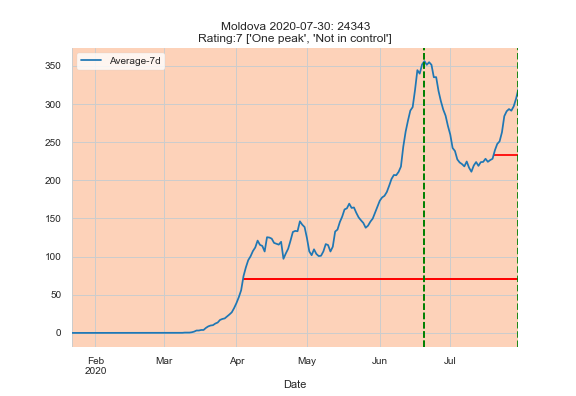 Moldova 2020-07-30: 24343
Rating:7 ['One peak', 'Not in control']
Average-7d
350
300
250
200
150
100
50
0
Feb Mar Apr May Jun Jul
2020
Date